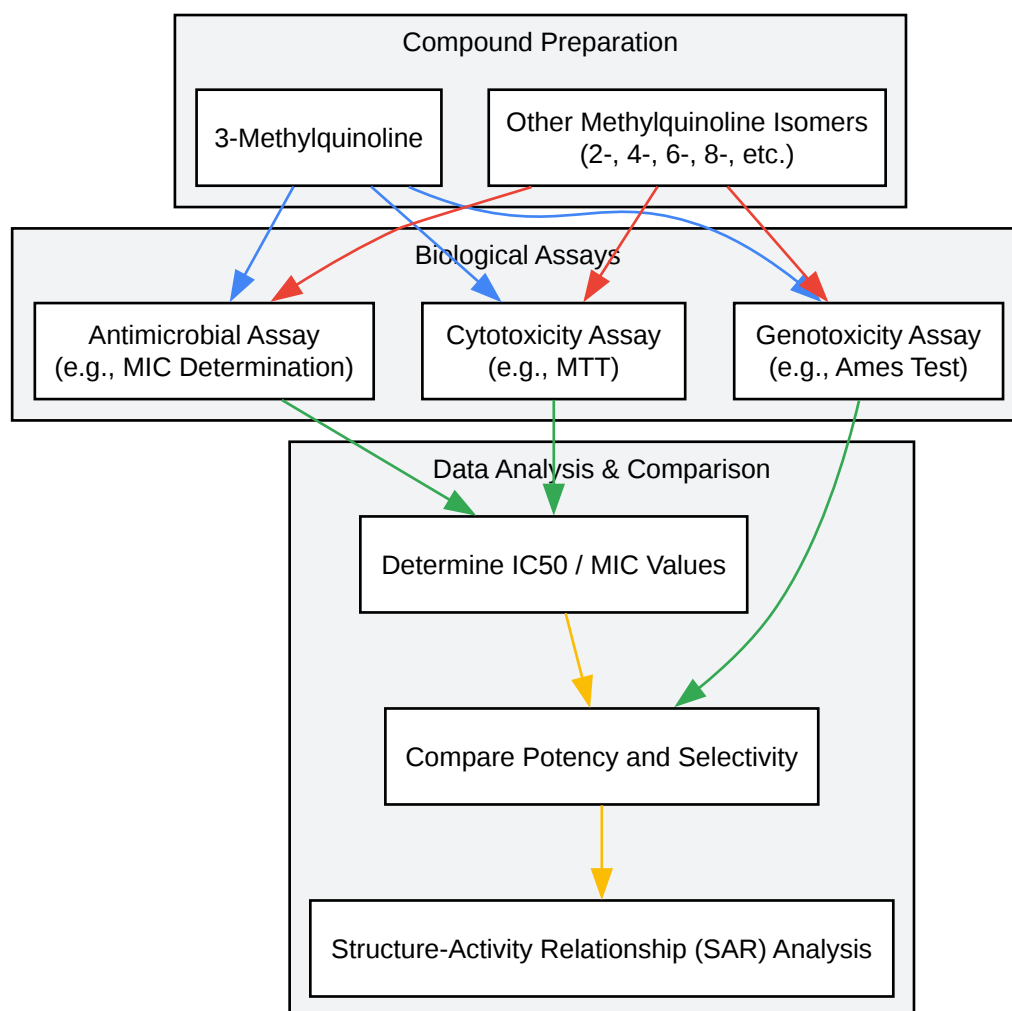 Compound Preparation
3-Methylquinoline
Other Methylquinoline Isomers
(2-, 4-, 6-, 8-, etc.)
Biological Assays
Antimicrobial Assay
(e.g., MIC Determination)
Cytotoxicity Assay
(e.g., MTT)
Genotoxicity Assay
(e.g., Ames Test)
Data Analysis & Comparison
Determine IC50 / MIC Values
Compare Potency and Selectivity
Structure-Activity Relationship (SAR) Analysis